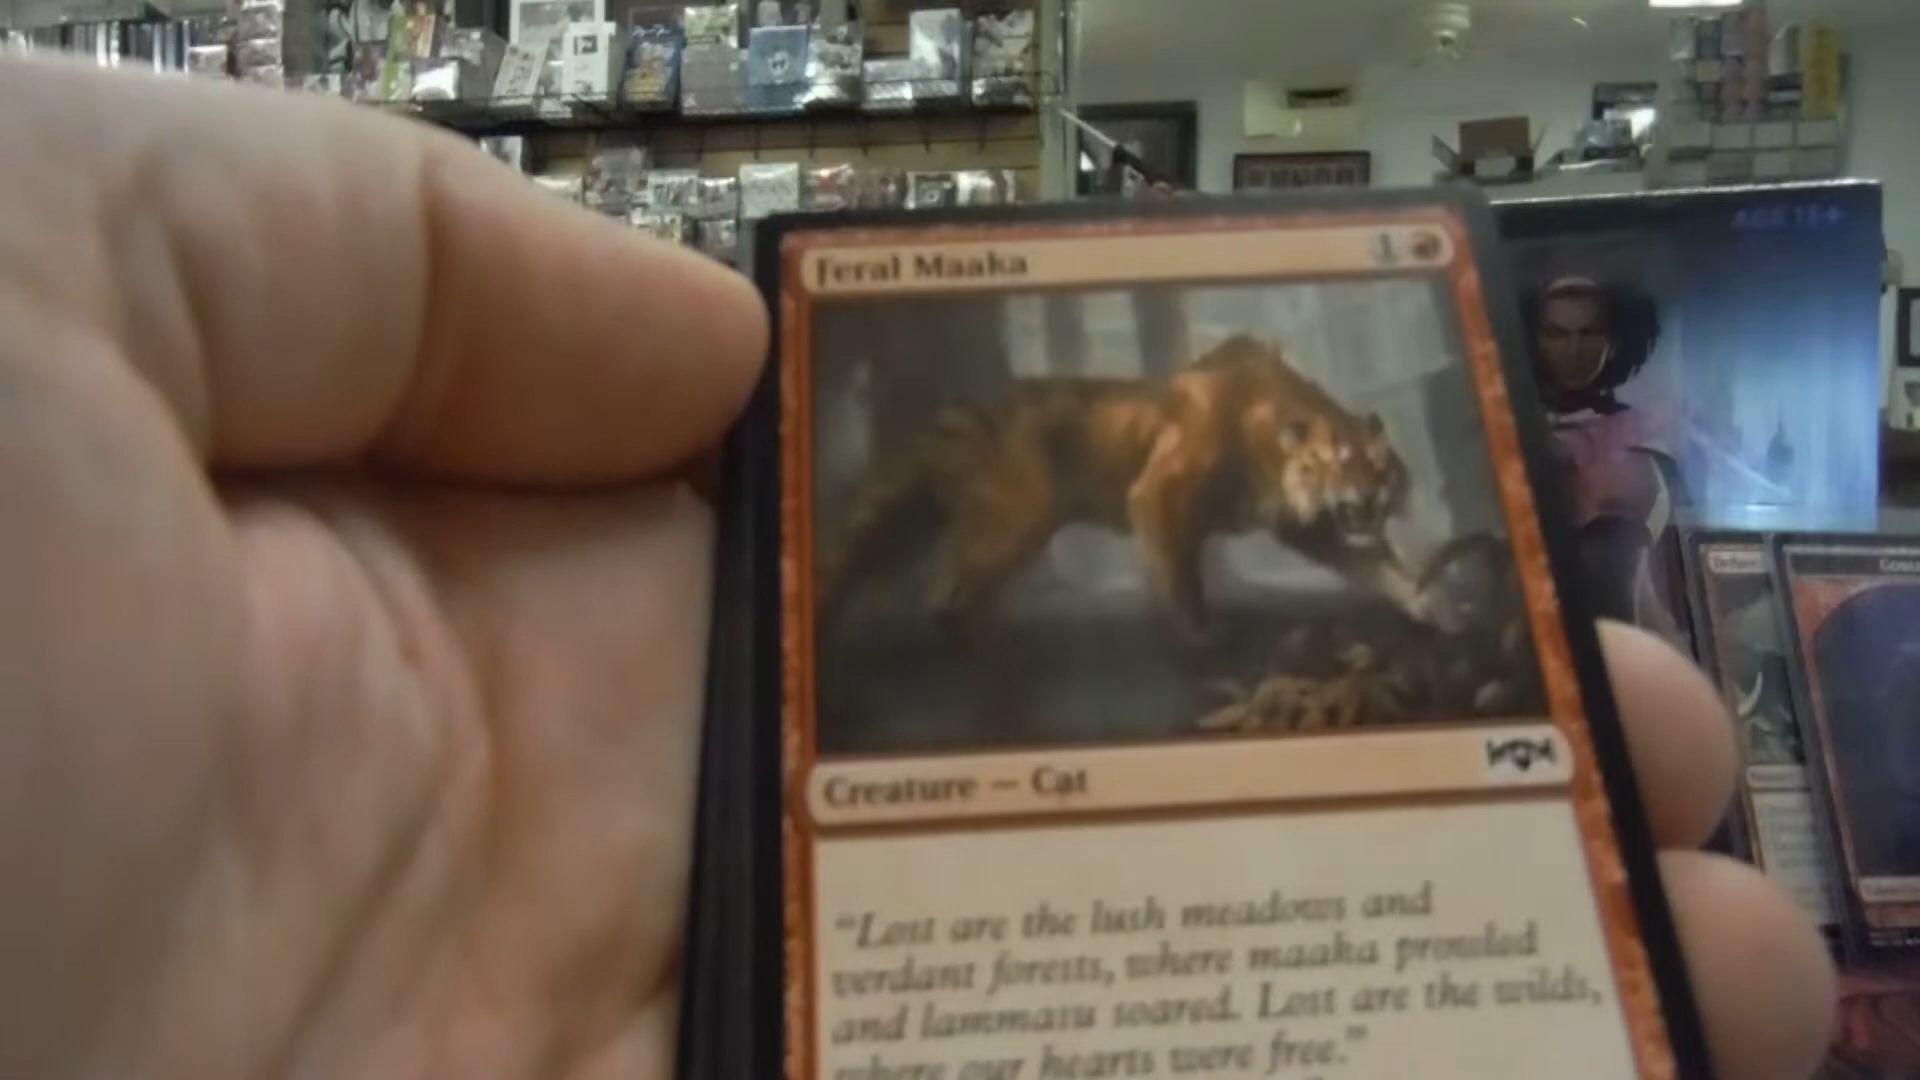 AGE 13+
Feral Maaka
1
Creature — Cat
"Lost are the lush meadows and
verdant forests, where maaka prowled
and lammasu soared. Lost are the wilds,
where our hearts were free."